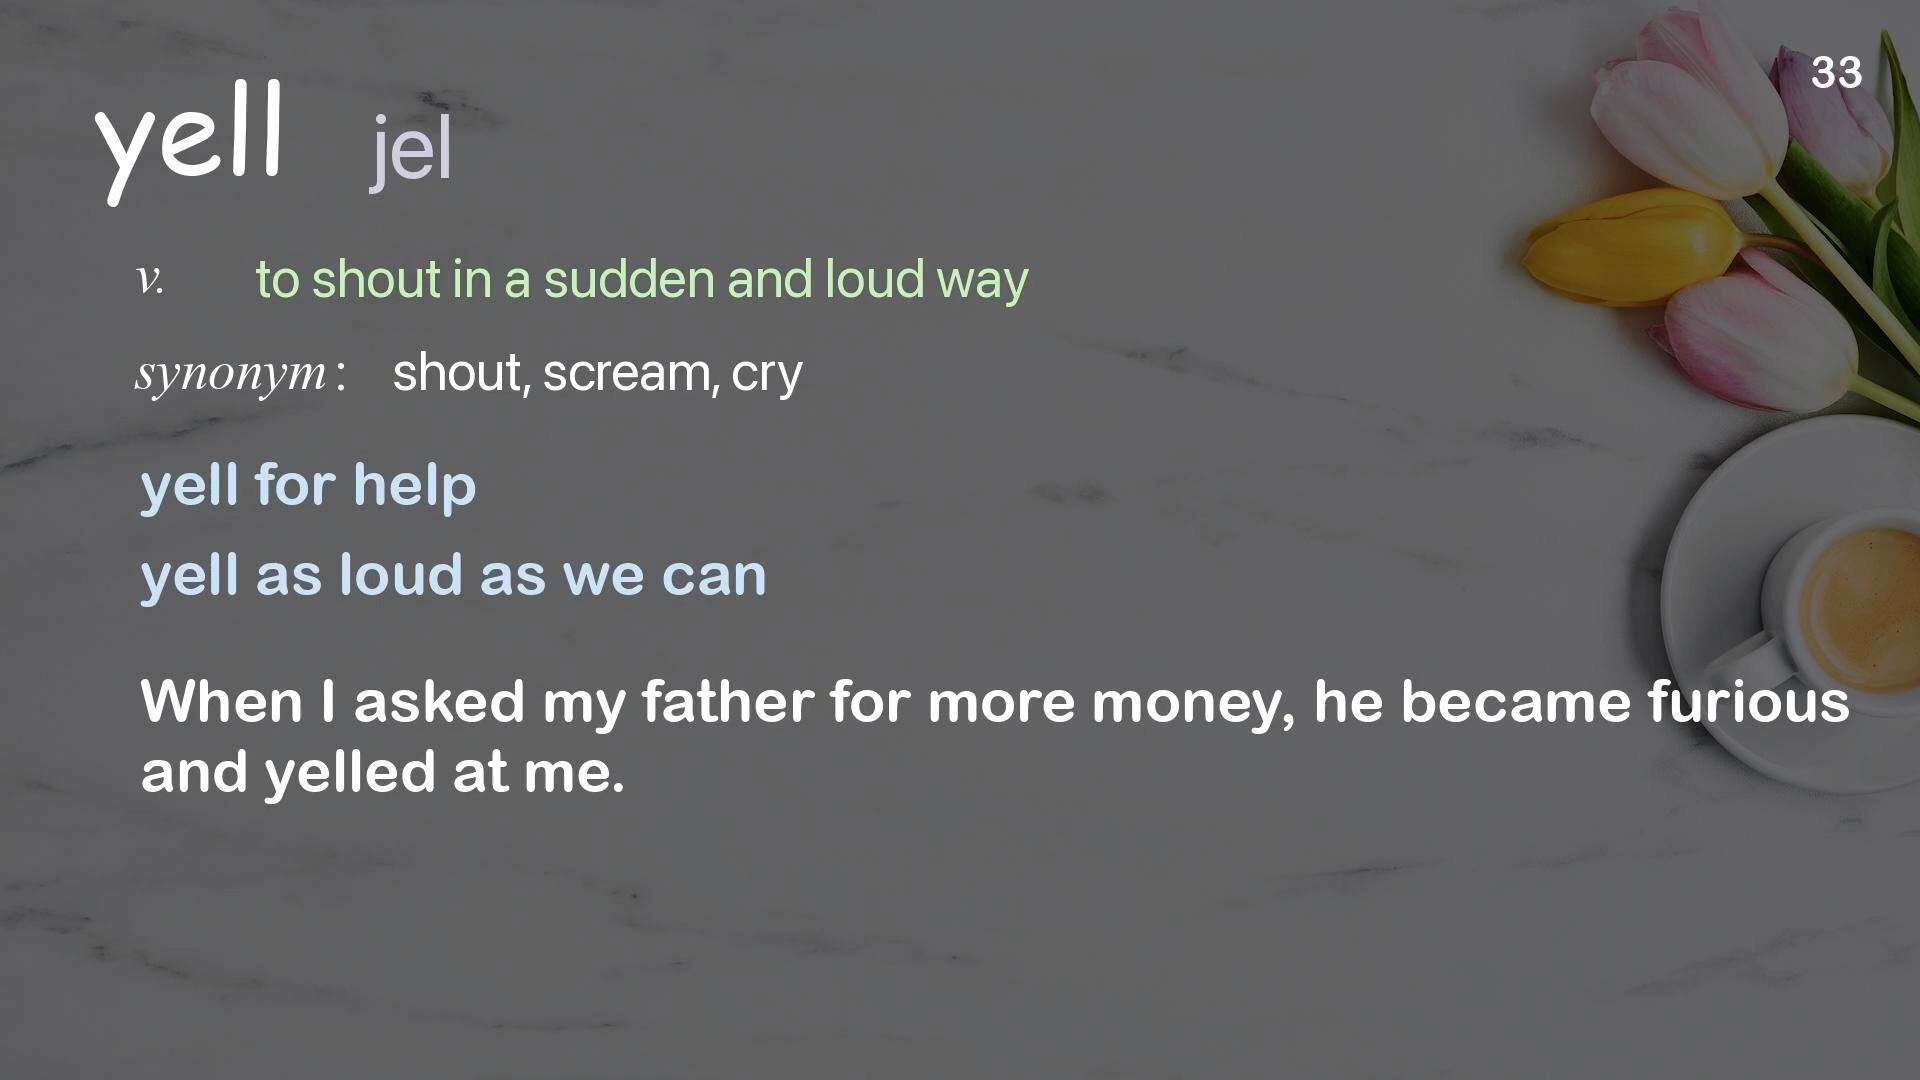 33
yell jel
v. to shout in a sudden and loud way
synonym : shout, scream, cry
yell for help
yell as loud as we can
When I asked my father for more money, he became furious
and yelled at me.